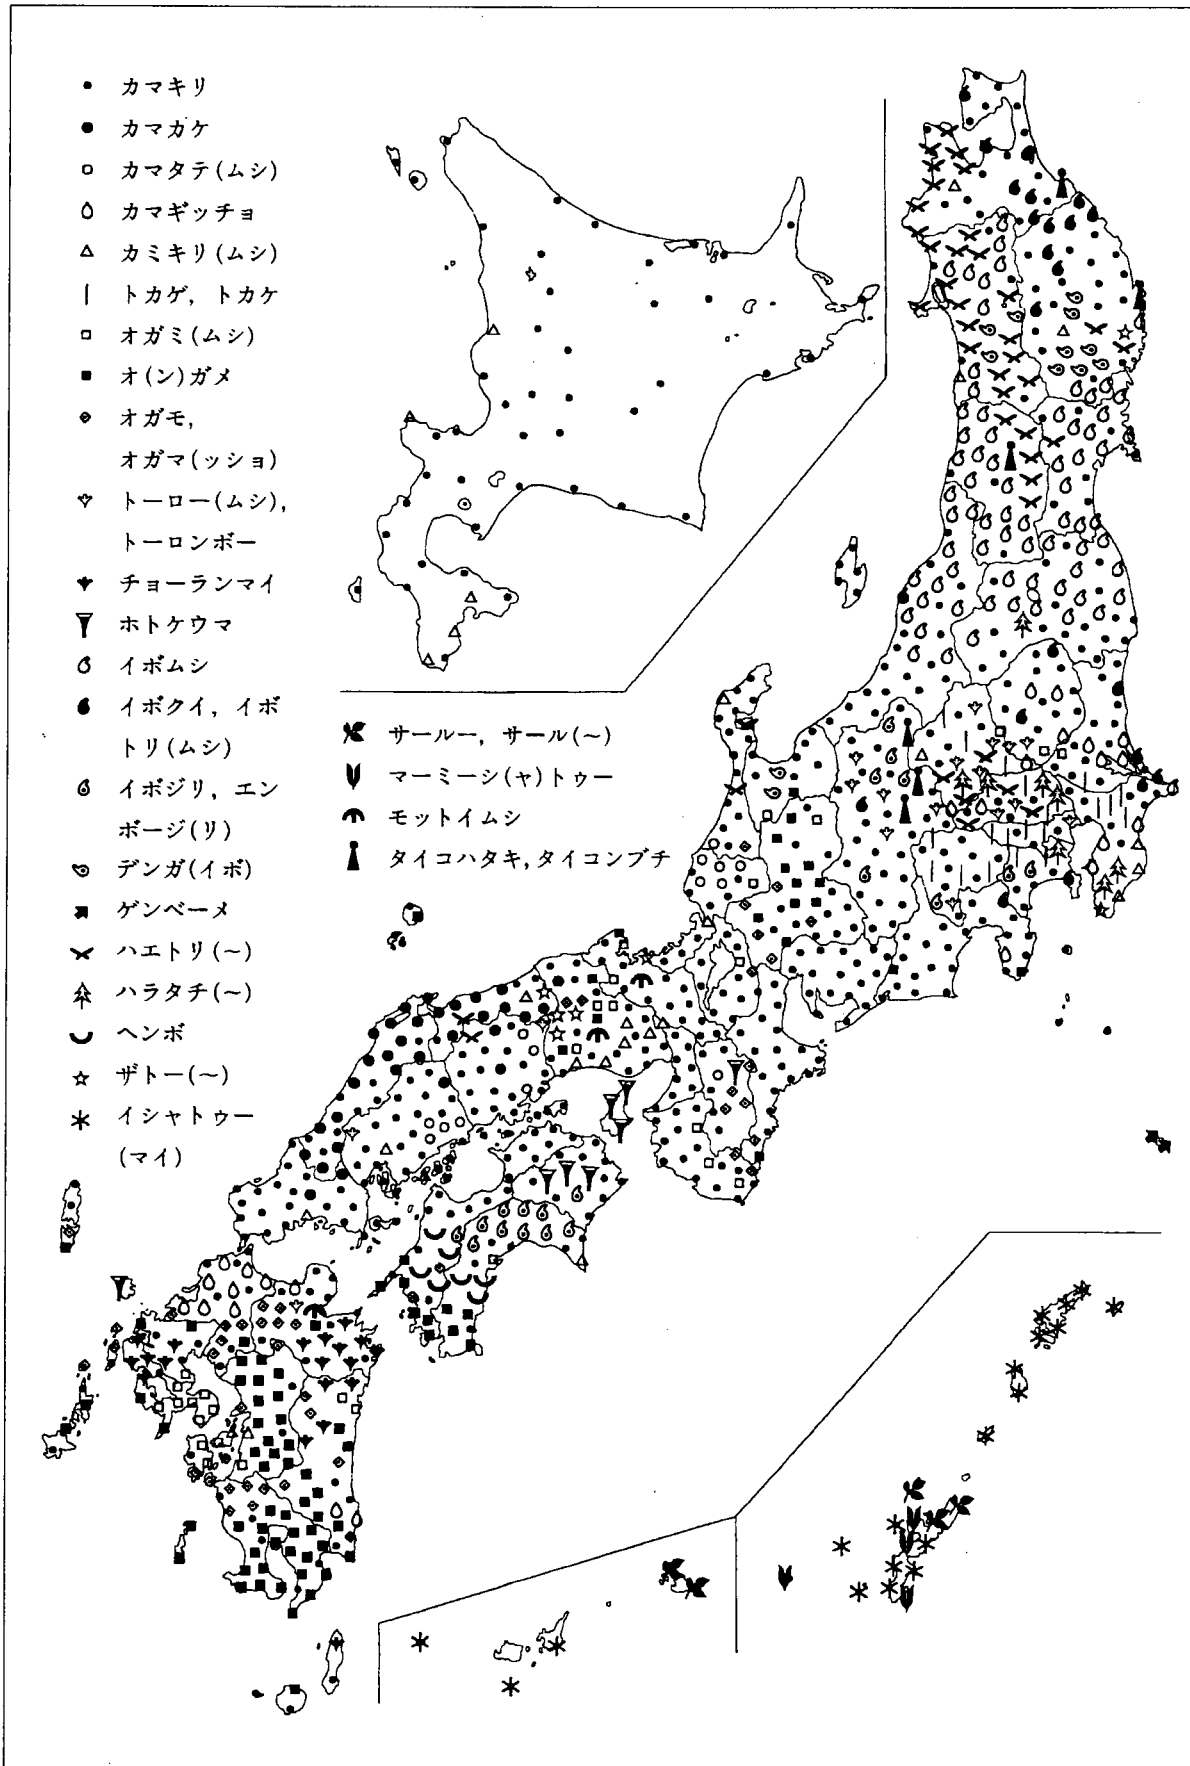 カマキリ
カマカケ
カマタテ(ムシ)
カマギッチョ
カミキリ(ムシ)
トカゲ, トカケ
オガミ(ムシ)
オ(ン)ガメ
オガモ,
オガマ(ッショ)
トーロー(ムシ),
トーロンボー
チョーランマイ
ホトケウマ
イボムシ
イボクイ, イボ
トリ(ムシ)
イボジリ, エン
ボージ(リ)
デンガ(イボ)
ゲンベーメ
ハエトリ(〜)
ハラタチ(〜)
ヘンボ
ザトー(〜)
イシャトゥー
(マイ)
サールー, サール(〜)
マーミーシ(ャ)トゥー
モットイムシ
タイコハタキ,タイコンブチ